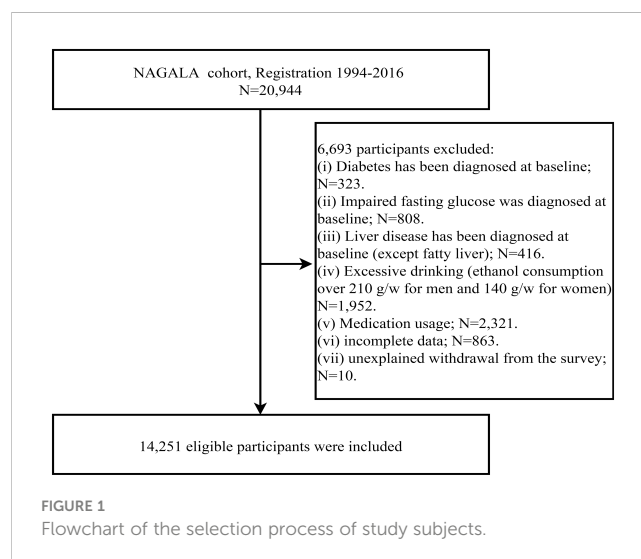 NAGALA cohort, Registration 1994-2016
N=20,944
6,693 participants excluded:
(i) Diabetes has been diagnosed at baseline;
N=323.
(ii) Impaired fasting glucose was diagnosed at
baseline; N=808.
(iii) Liver disease has been diagnosed at
baseline (except fatty liver); N=416.
(iv) Excessive drinking (ethanol consumption
over 210 g/w for men and 140 g/w for women)
N=1,952.
(v) Medication usage; N=2,321.
(vi) incomplete data; N=863.
(vii) unexplained withdrawal from the survey;
N=10.
14,251 eligible participants were included
FIGURE 1
Flowchart of the selection process of study subjects.